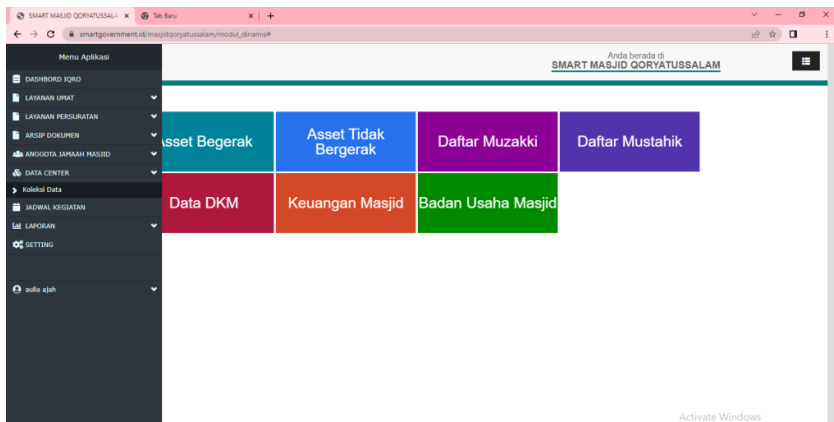 SMART MASJID QORYATUSSALA
Tab Baru
smartgovernment.id/masjidqoryatussalam/modul_dinamis#
Menu Aplikasi
Anda berada di
SMART MASJID QORYATUSSALAM
DASHBORD IQRO
LAYANAN UMAT
LAYANAN PERSURATAN
ARSIP DOKUMEN
ANGGOTA JAMAAH MASJID
DATA CENTER
Koleksi Data
JADWAL KEGIATAN
LAPORAN
SETTING
aulia ajah
Asset Begerak
Asset Tidak
Bergerak
Daftar Muzakki
Daftar Mustahik
Data DKM
Keuangan Masjid
Badan Usaha Masjid
Activate Windows